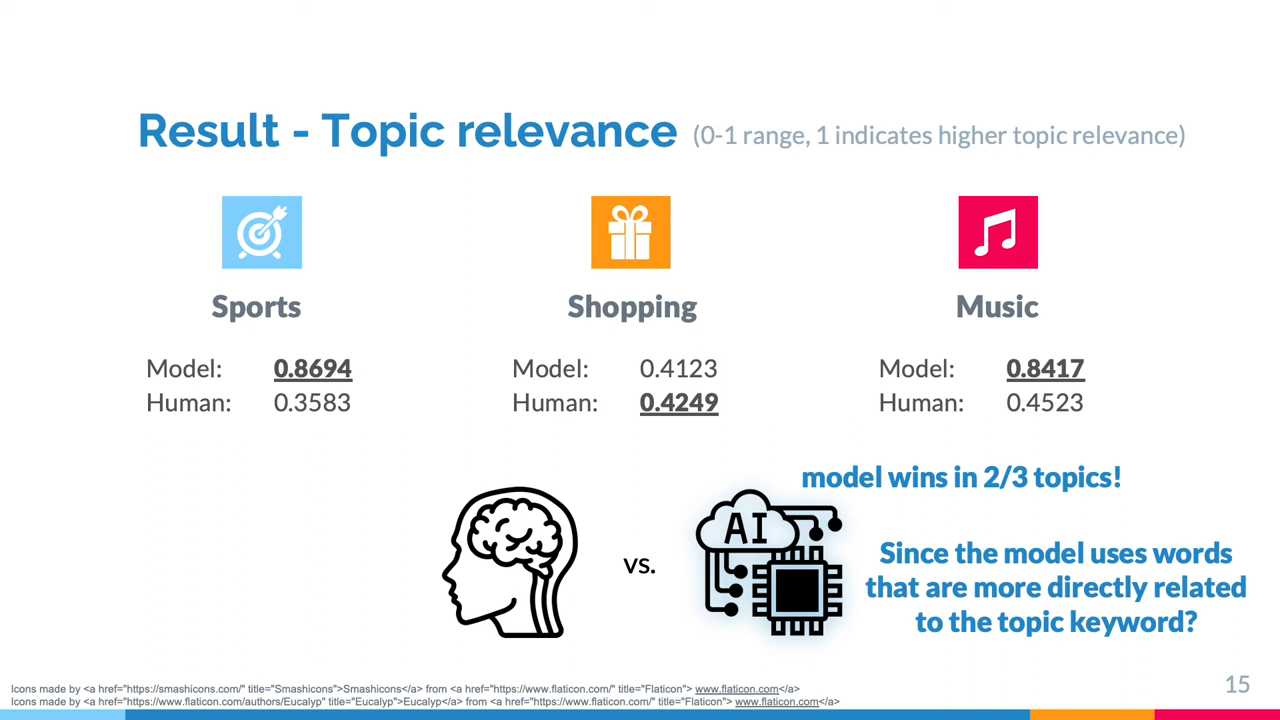 Result - Topic relevance (0-1 range, 1 indicates higher topic relevance)
Sports
Model: 0.8694
Human: 0.3583
Shopping
Model: 0.4123
Human: 0.4249
Music
Model: 0.8417
Human: 0.4523
model wins in 2/3 topics!
vs.
AI
Since the model uses words
that are more directly related
to the topic keyword?
Icons made by <a href="https://smashicons.com/" title="Smashicons">Smashicons</a> from <a href="https://www.flaticon.com/" title="Flaticon"> www.flaticon.com</a>
Icons made by <a href="https://www.flaticon.com/authors/Eucalyp" title="Eucalyp">Eucalyp</a> from <a href="https://www.flaticon.com/" title="Flaticon"> www.flaticon.com</a>
15